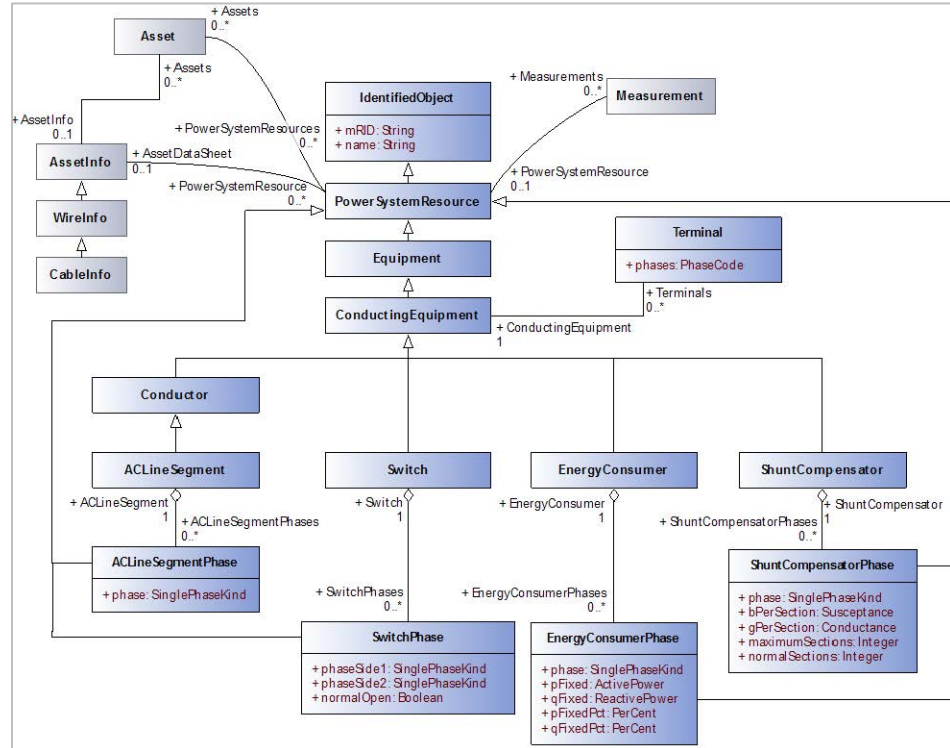 + Assets
0..*
Asset
+ Assets
0..*
IdentifiedObject
+ mRID: String
+ name: String
+ Measurements
0..*
Measurement
+ AssetInfo
0..1
AssetInfo
+ AssetDataSheet
0..1
+ PowerSystemResources
0..*
+ PowerSystemResource
0..*
+ PowerSystemResource
0..1
WireInfo
PowerSystemResource
CableInfo
Equipment
Terminal
+ phases: PhaseCode
+ Terminals
0..*
ConductingEquipment
+ ConductingEquipment
1
Conductor
ACLineSegment
Switch
EnergyConsumer
ShuntCompensator
+ ACLineSegment
1
+ ACLineSegmentPhases
0..*
+ Switch
1
+ EnergyConsumer
1
+ ShuntCompensator
1
+ ShuntCompensatorPhases
0..*
ACLineSegmentPhase
+ phase: SinglePhaseKind
+ SwitchPhases
0..*
+ EnergyConsumerPhases
0..*
ShuntCompensatorPhase
+ phase: SinglePhaseKind
+ bPerSection: Susceptance
+ gPerSection: Conductance
+ maximumSections: Integer
+ normalSections: Integer
SwitchPhase
+ phaseSide1: SinglePhaseKind
+ phaseSide2: SinglePhaseKind
+ normalOpen: Boolean
EnergyConsumerPhase
+ phase: SinglePhaseKind
+ pFixed: ActivePower
+ qFixed: ReactivePower
+ pFixedPct: PerCent
+ qFixedPct: PerCent